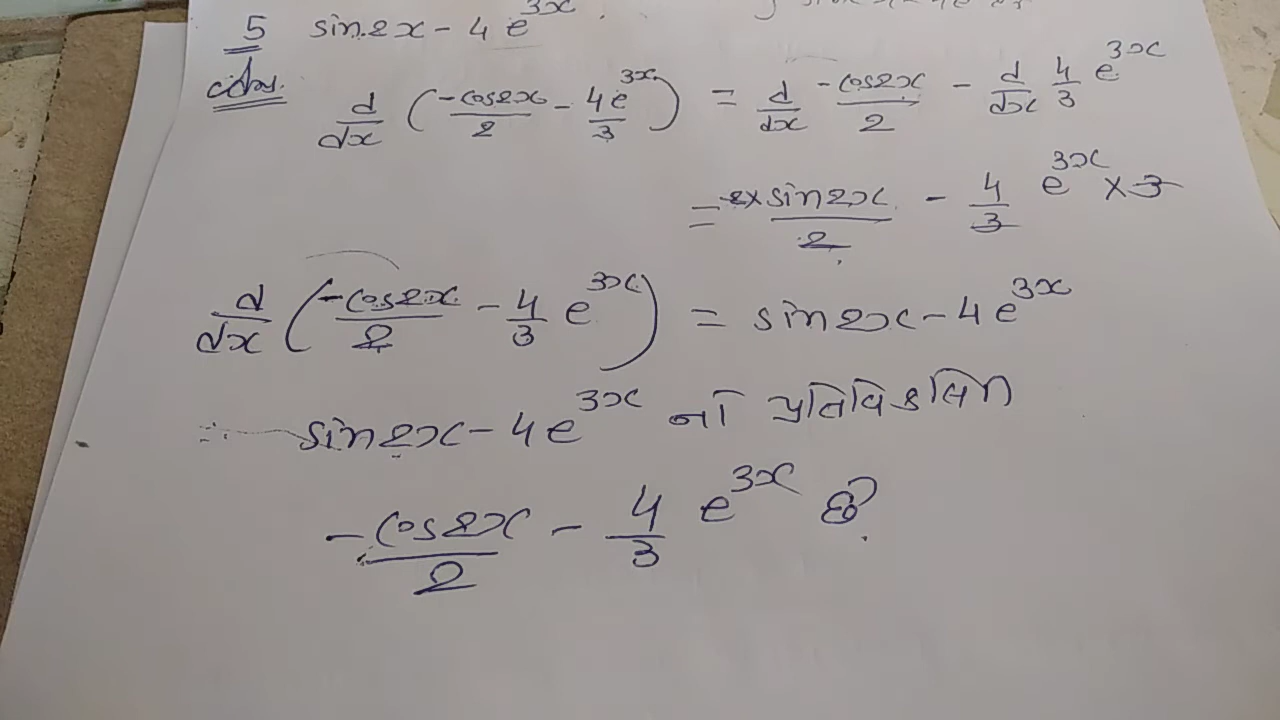 5 sin2x - 4e^3x.
d/dx (-cos2x/2 - 4e^3x/3) = d/dx -cos2x/2 - d/dx 4/3 e^3x
= 2x sin2x/2 - 4/3 e^3x × 3
d/dx (-cos2x/2 - 4/3 e^3x) = sin2x - 4e^3x
∴ sin2x - 4e^3x નાં પ્રતિવિકલિન
-cos2x/2 - 4/3 e^3x છે.